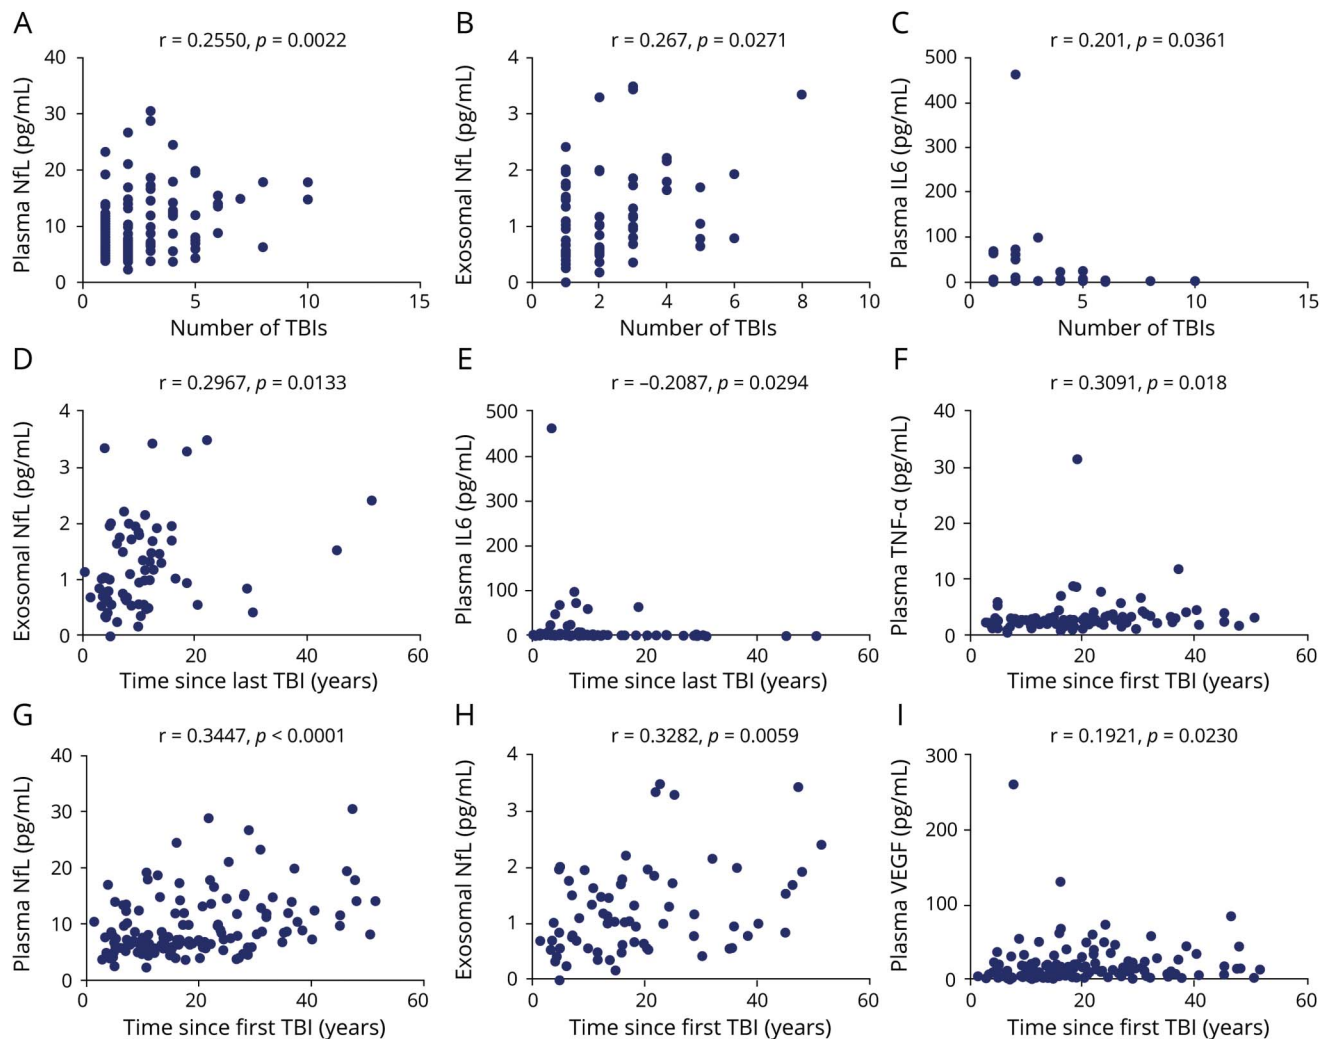 A
r = 0.2550, p = 0.0022
Plasma NfL (pg/mL)
40
30
20
10
0
0 5 10 15
Number of TBIs
B
r = 0.267, p = 0.0271
Exosomal NfL (pg/mL)
4
3
2
1
0
0 2 4 6 8 10
Number of TBIs
C
r = 0.201, p = 0.0361
Plasma IL6 (pg/mL)
500
400
300
200
100
0
0 5 10 15
Number of TBIs
D
r = 0.2967, p = 0.0133
Exosomal NfL (pg/mL)
4
3
2
1
0
0 20 40 60
Time since last TBI (years)
E
r = –0.2087, p = 0.0294
Plasma IL6 (pg/mL)
500
400
300
200
100
0
0 20 40 60
Time since last TBI (years)
F
r = 0.3091, p = 0.018
Plasma TNF-α (pg/mL)
40
30
20
10
0
0 20 40 60
Time since first TBI (years)
G
r = 0.3447, p < 0.0001
Plasma NfL (pg/mL)
40
30
20
10
0
0 20 40 60
Time since first TBI (years)
H
r = 0.3282, p = 0.0059
Exosomal NfL (pg/mL)
4
3
2
1
0
0 20 40 60
Time since first TBI (years)
I
r = 0.1921, p = 0.0230
Plasma VEGF (pg/mL)
300
200
100
0
0 20 40 60
Time since first TBI (years)